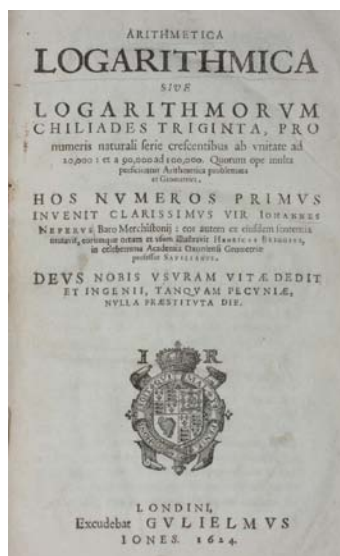 ARITHMETICA
LOGARITHMICA
SIVE
LOGARITHMORVM
CHILIADES TRIGINTA, PRO
numeris naturali serie crescentibus ab vnitate ad
20,000: et a 90,000 ad 100,000. Quorum ope multa
perficiuntur Arithmetica problemata
et Geometrica.
HOS NVMEROS PRIMVS
INVENIT CLARISSIMVS VIR IOHANNES
NEPERVS Baro Merchistonij: eos autem ex eiusdem sententia
mutavit, eorumque ortum et vsum illustravit HENRICVS BRIGGIVS,
in celeberrima Academia Oxoniensi Geometriæ
professor SAVILIANVS.
DEVS NOBIS VSVRAM VITÆ DEDIT
ET INGENII, TANQVAM PECVNIÆ,
NVLLA PRÆSTITVTA DIE.
I R
LONDINI,
Excudebat GVLIELMVS
IONES. 1624.